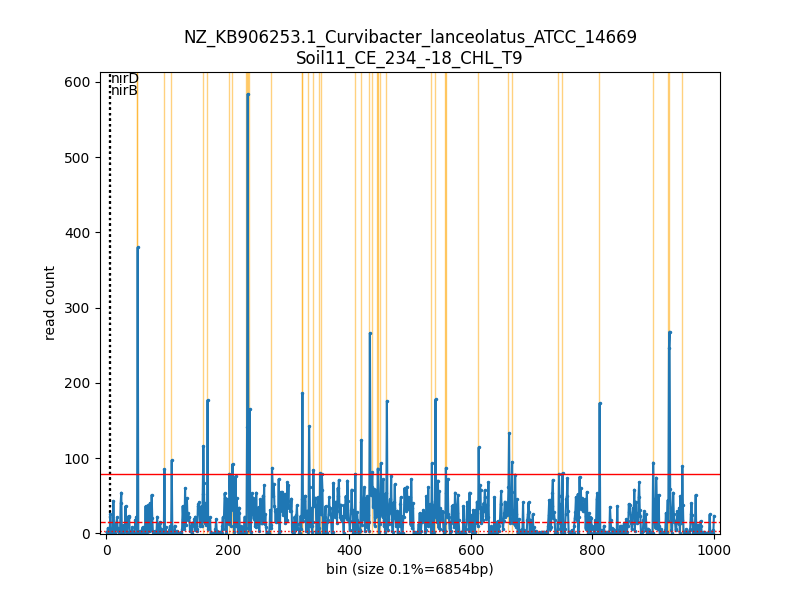 NZ_KB906253.1_Curvibacter_lanceolatus_ATCC_14669
Soil11_CE_234_-18_CHL_T9
nirD
nirB
600
500
400
300
200
100
0
read count
0 200 400 600 800 1000
bin (size 0.1%=6854bp)